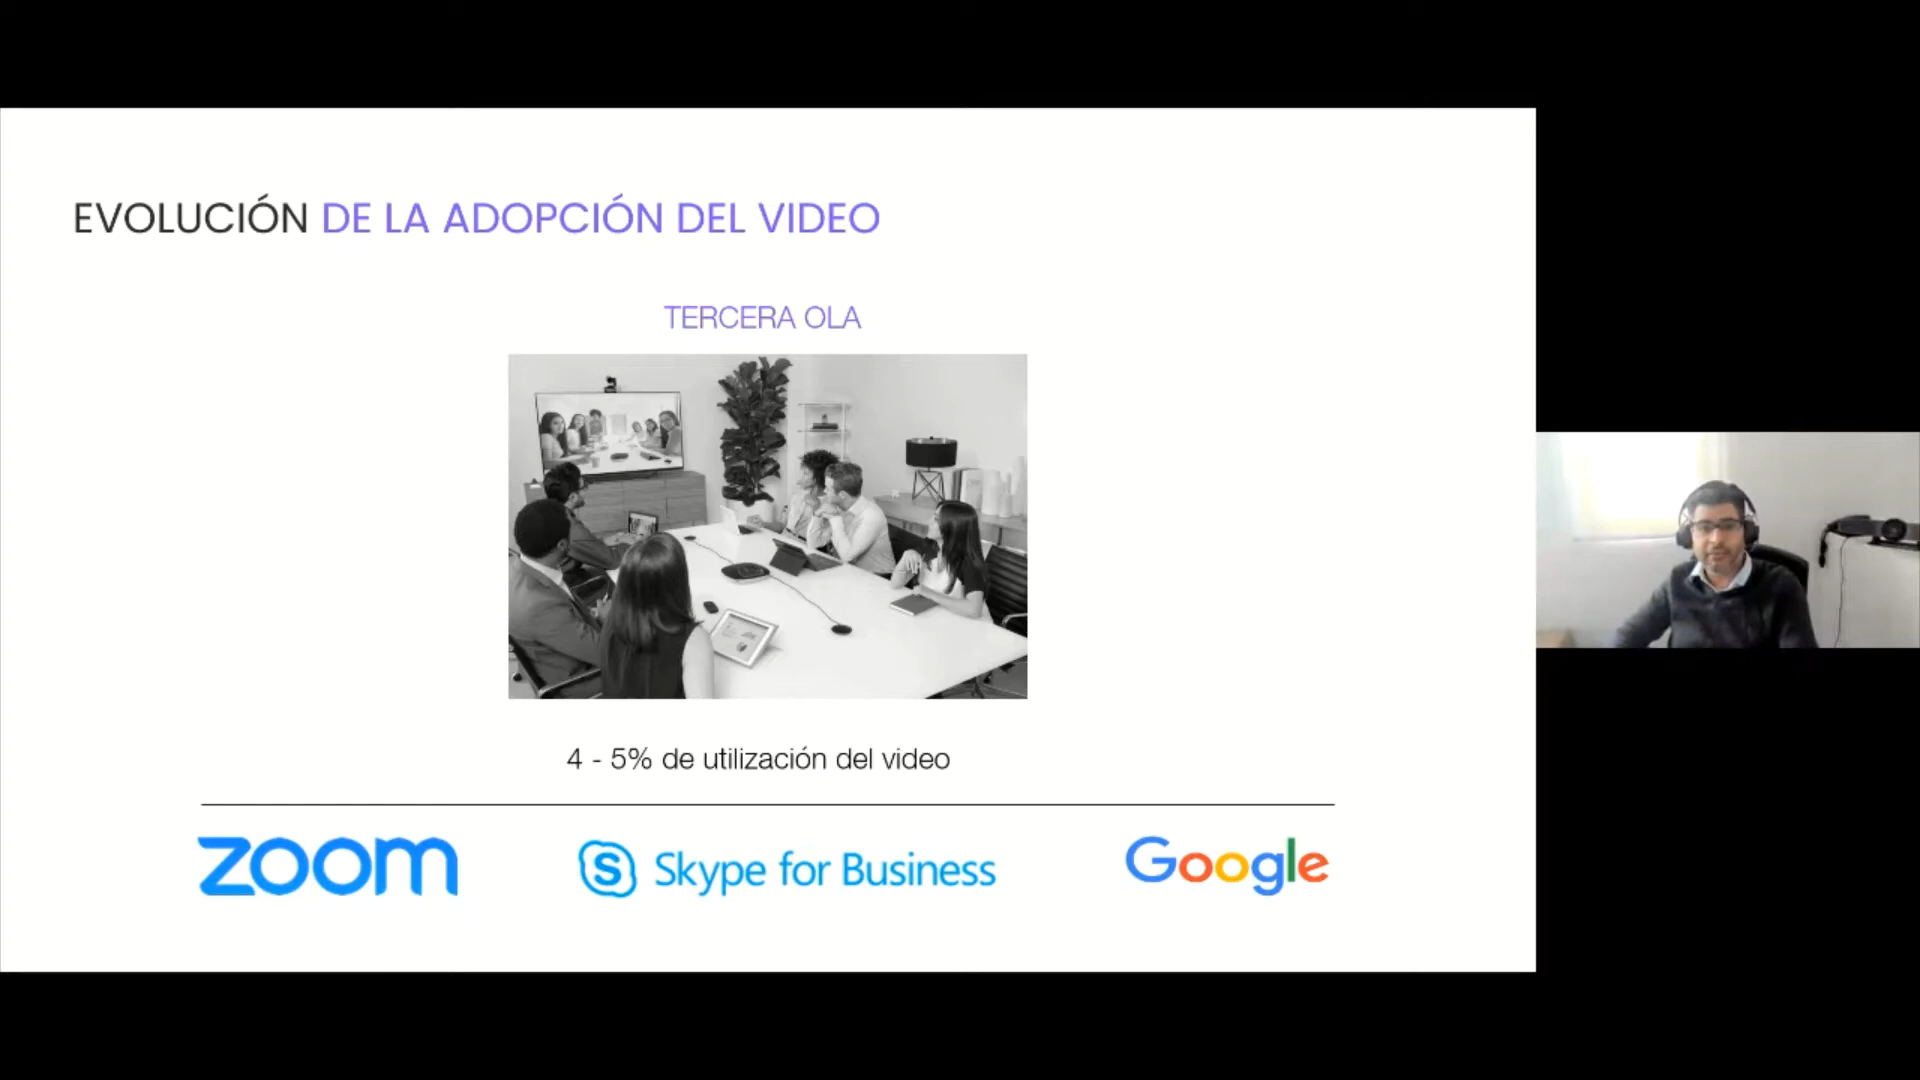 EVOLUCIÓN DE LA ADOPCIÓN DEL VIDEO
TERCERA OLA
4 - 5% de utilización del video
zoom
S Skype for Business
Google